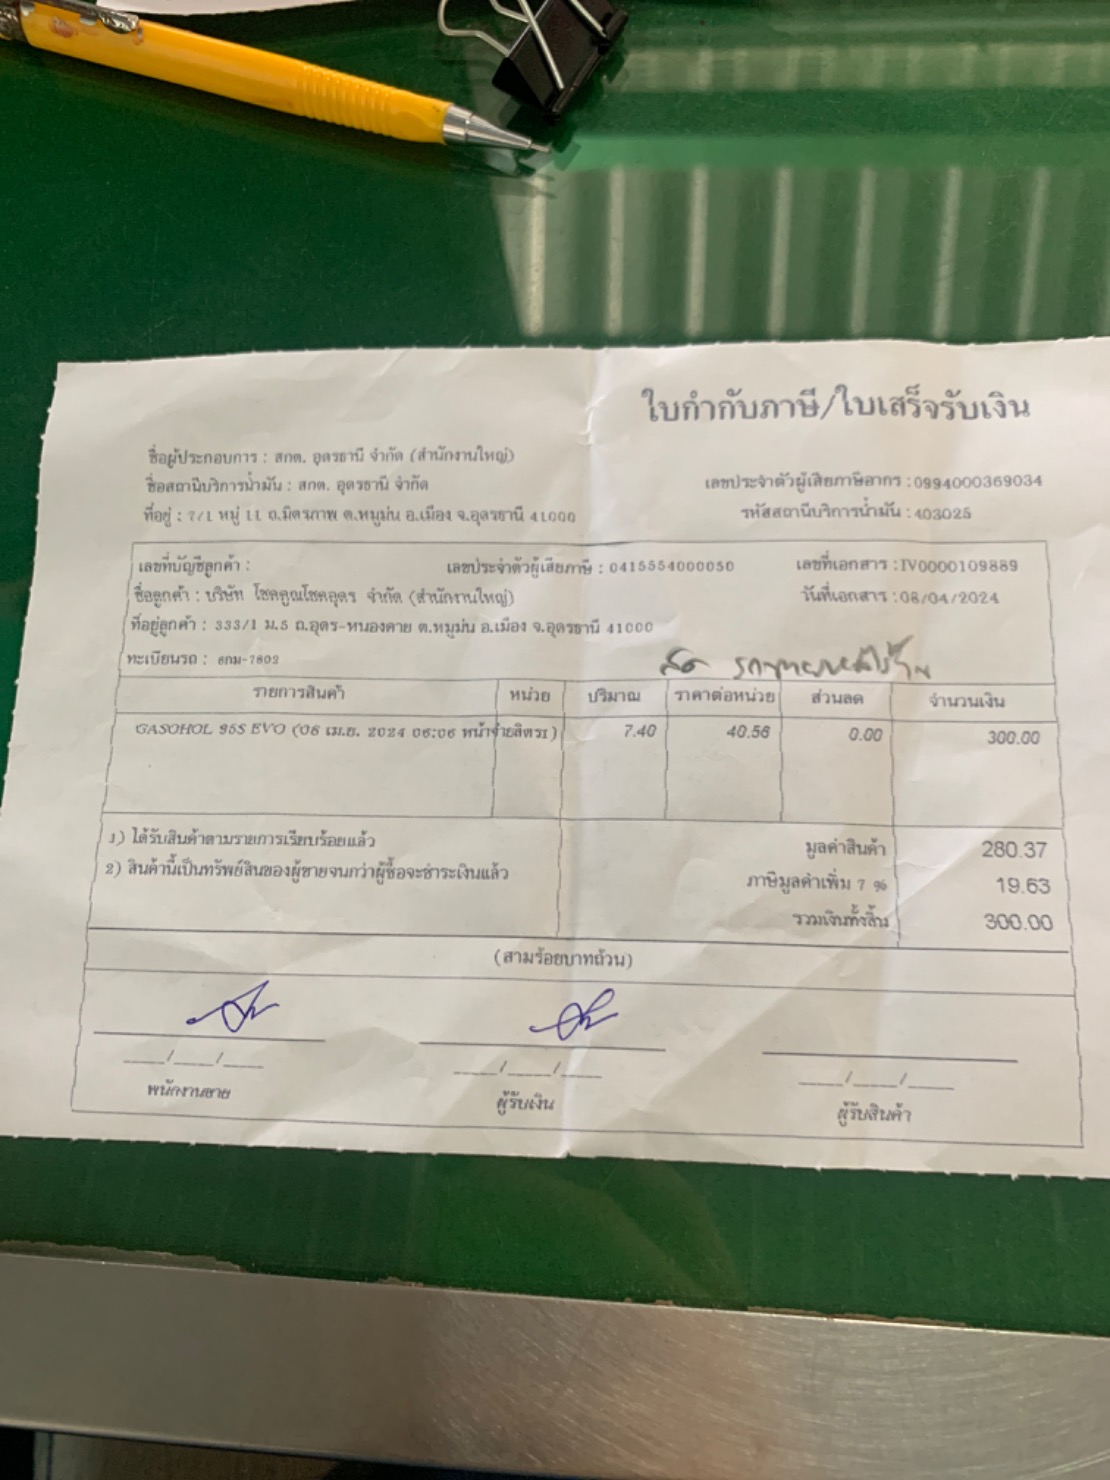 ใบกำกับภาษี/ใบเสร็จรับเงิน
ชื่อผู้ประกอบการ : สกต. อุดรธานี จำกัด (สำนักงานใหญ่)
ชื่อสถานีบริการน้ำมัน : สกต. อุดรธานี จำกัด
เลขประจำตัวผู้เสียภาษีอากร : 0994000369034
ที่อยู่ : 7/1 หมู่ 11 ถ.มิตรภาพ ต.หมูม่น อ.เมือง จ.อุดรธานี 41000
รหัสสถานีบริการน้ำมัน : 403025
เลขที่บัญชีลูกค้า : เลขประจำตัวผู้เสียภาษี : 0415554000050 เลขที่เอกสาร : IV0000109889
ชื่อลูกค้า : บริษัท โชคคูณโชคอุดร จำกัด (สำนักงานใหญ่) วันที่เอกสาร : 08/04/2024
ที่อยู่ลูกค้า : 333/1 ม.5 ถ.อุดร-หนองคาย ต.หมูม่น อ.เมือง จ.อุดรธานี 41000
ทะเบียนรถ : 6กม-7802
รายการสินค้า หน่วย ปริมาณ ราคาต่อหน่วย ส่วนลด จำนวนเงิน
GASOHOL 95S EVO (06 เม.ย. 2024 06:06 หน้าจ่ายลิตร1) 7.40 40.56 0.00 300.00
1) ได้รับสินค้าตามรายการเรียบร้อยแล้ว
มูลค่าสินค้า 280.37
2) สินค้านี้เป็นทรัพย์สินของผู้ขายจนกว่าผู้ซื้อจะชำระเงินแล้ว
ภาษีมูลค่าเพิ่ม 7 % 19.63
รวมเงินทั้งสิ้น 300.00
(สามร้อยบาทถ้วน)
___/___/___ ___/___/___ ___/___/___
พนักงานขาย ผู้รับเงิน ผู้รับสินค้า